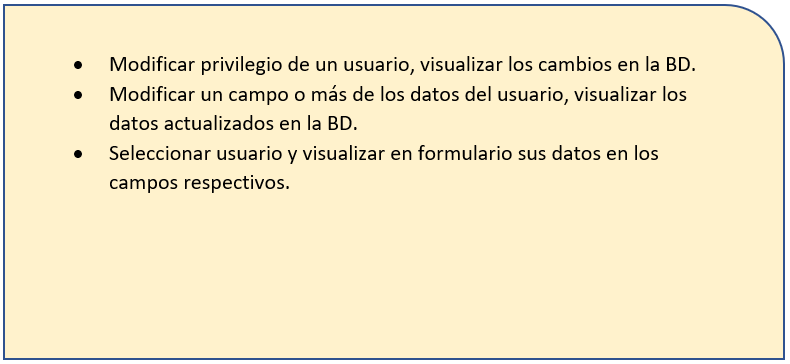 • Modificar privilegio de un usuario, visualizar los cambios en la BD.
• Modificar un campo o más de los datos del usuario, visualizar los
datos actualizados en la BD.
• Seleccionar usuario y visualizar en formulario sus datos en los
campos respectivos.